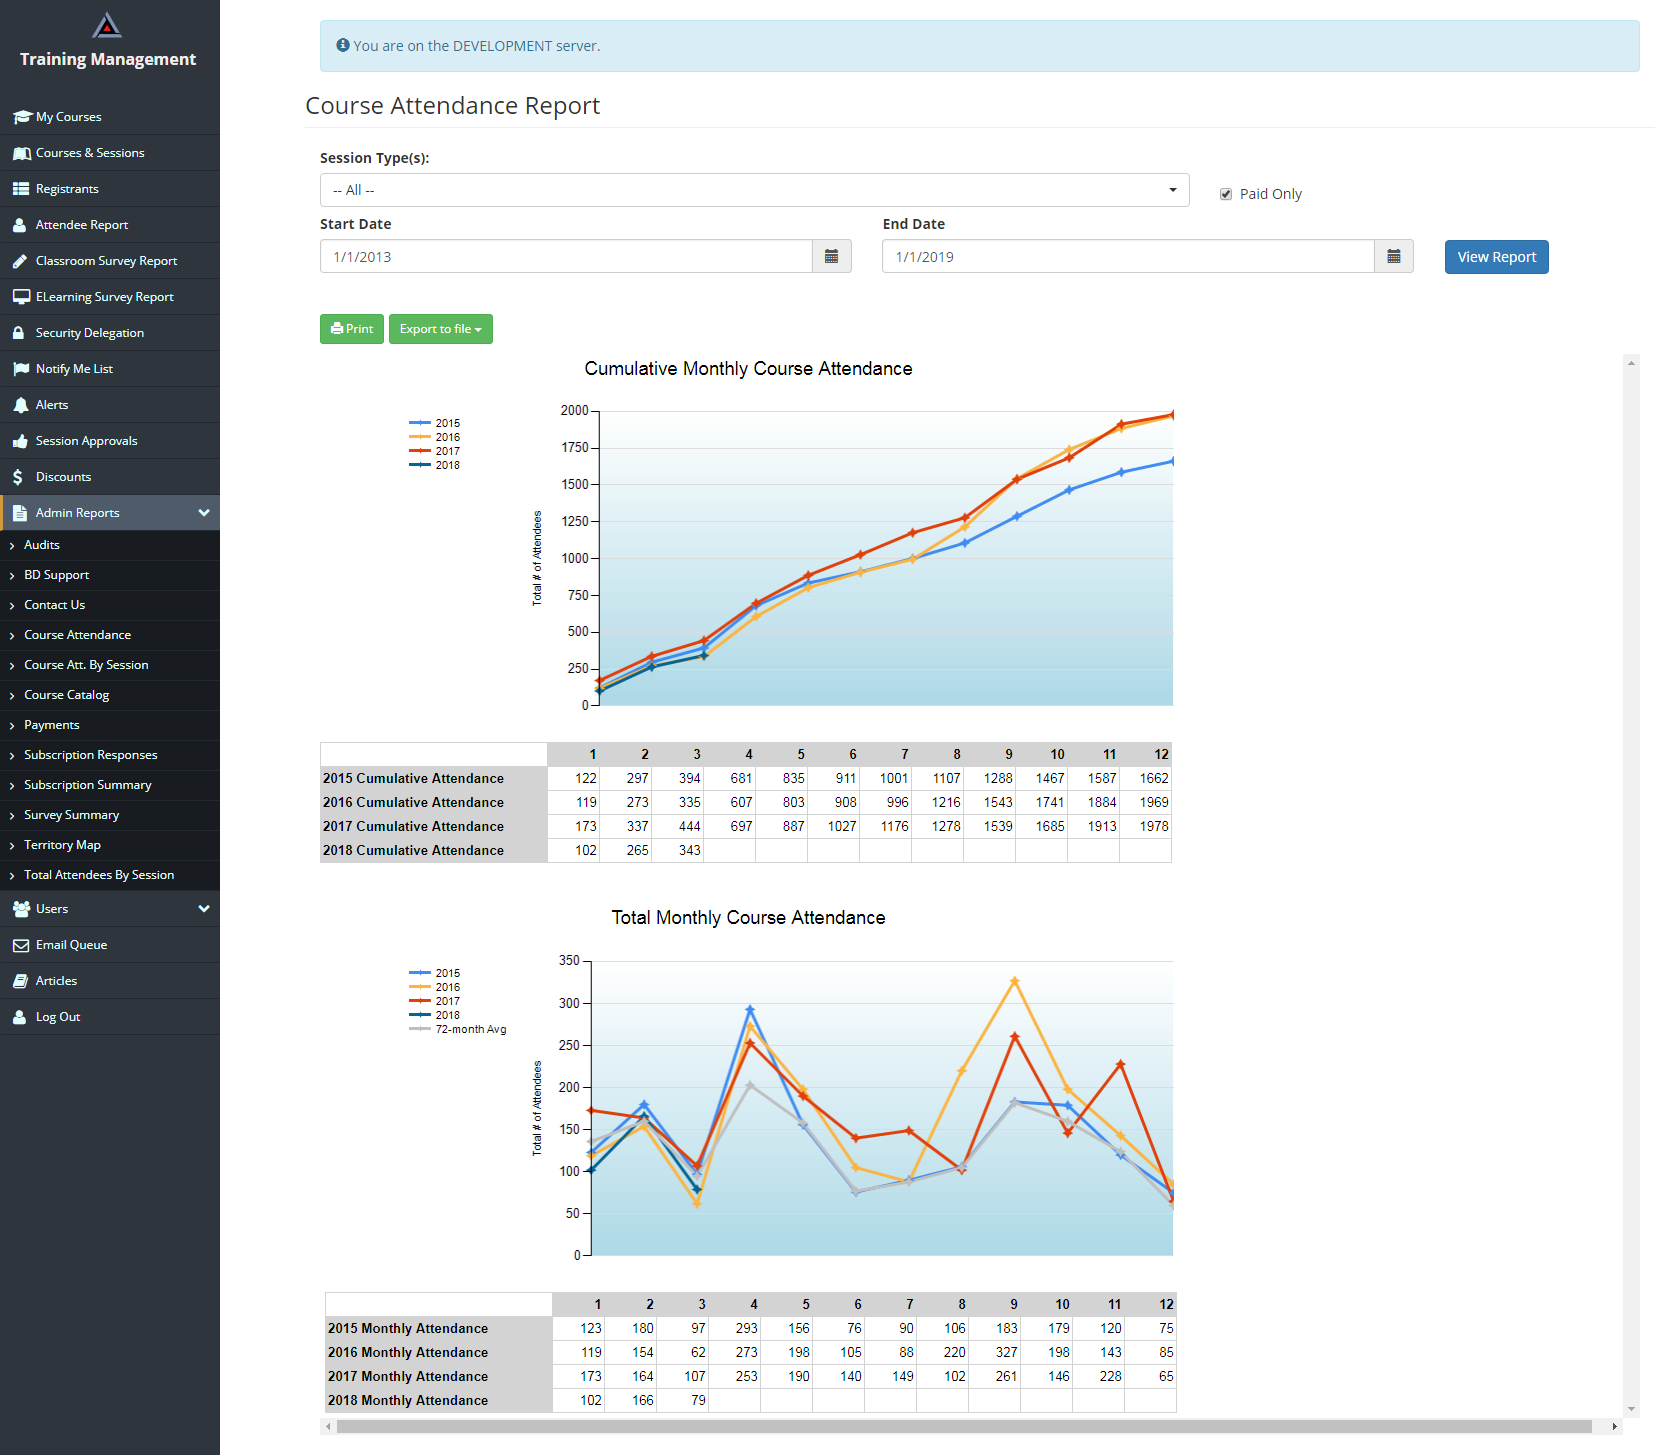 Training Management
My Courses
Courses & Sessions
Registrants
Attendee Report
Classroom Survey Report
ELearning Survey Report
Security Delegation
Notify Me List
Alerts
Session Approvals
Discounts
Admin Reports
Audits
BD Support
Contact Us
Course Attendance
Course Att. By Session
Course Catalog
Payments
Subscription Responses
Subscription Summary
Survey Summary
Territory Map
Total Attendees By Session
Users
Email Queue
Articles
Log Out
You are on the DEVELOPMENT server.
Course Attendance Report
Session Type(s):
-- All --
Paid Only
Start Date
End Date
1/1/2013
1/1/2019
View Report
Print
Export to file
Cumulative Monthly Course Attendance
2015
2016
2017
2018
Total # of Attendees
2000
1750
1500
1250
1000
750
500
250
0
1 2 3 4 5 6 7 8 9 10 11 12
2015 Cumulative Attendance 122 297 394 681 835 911 1001 1107 1288 1467 1587 1662
2016 Cumulative Attendance 119 273 335 607 803 908 996 1216 1543 1741 1884 1969
2017 Cumulative Attendance 173 337 444 697 887 1027 1176 1278 1539 1685 1913 1978
2018 Cumulative Attendance 102 265 343
Total Monthly Course Attendance
2015
2016
2017
2018
72-month Avg
Total # of Attendees
350
300
250
200
150
100
50
0
1 2 3 4 5 6 7 8 9 10 11 12
2015 Monthly Attendance 123 180 97 293 156 76 90 106 183 179 120 75
2016 Monthly Attendance 119 154 62 273 198 105 88 220 327 198 143 85
2017 Monthly Attendance 173 164 107 253 190 140 149 102 261 146 228 65
2018 Monthly Attendance 102 166 79